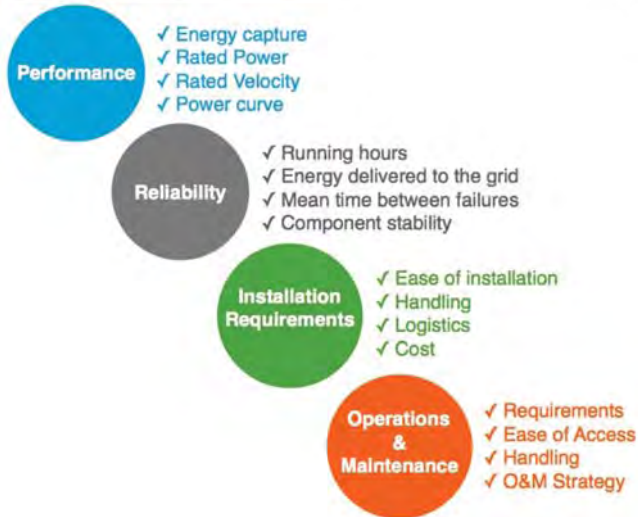 Performance
✓ Energy capture
✓ Rated Power
✓ Rated Velocity
✓ Power curve
Reliability
✓ Running hours
✓ Energy delivered to the grid
✓ Mean time between failures
✓ Component stability
Installation
Requirements
✓ Ease of installation
✓ Handling
✓ Logistics
✓ Cost
Operations
&
Maintenance
✓ Requirements
✓ Ease of Access
✓ Handling
✓ O&M Strategy